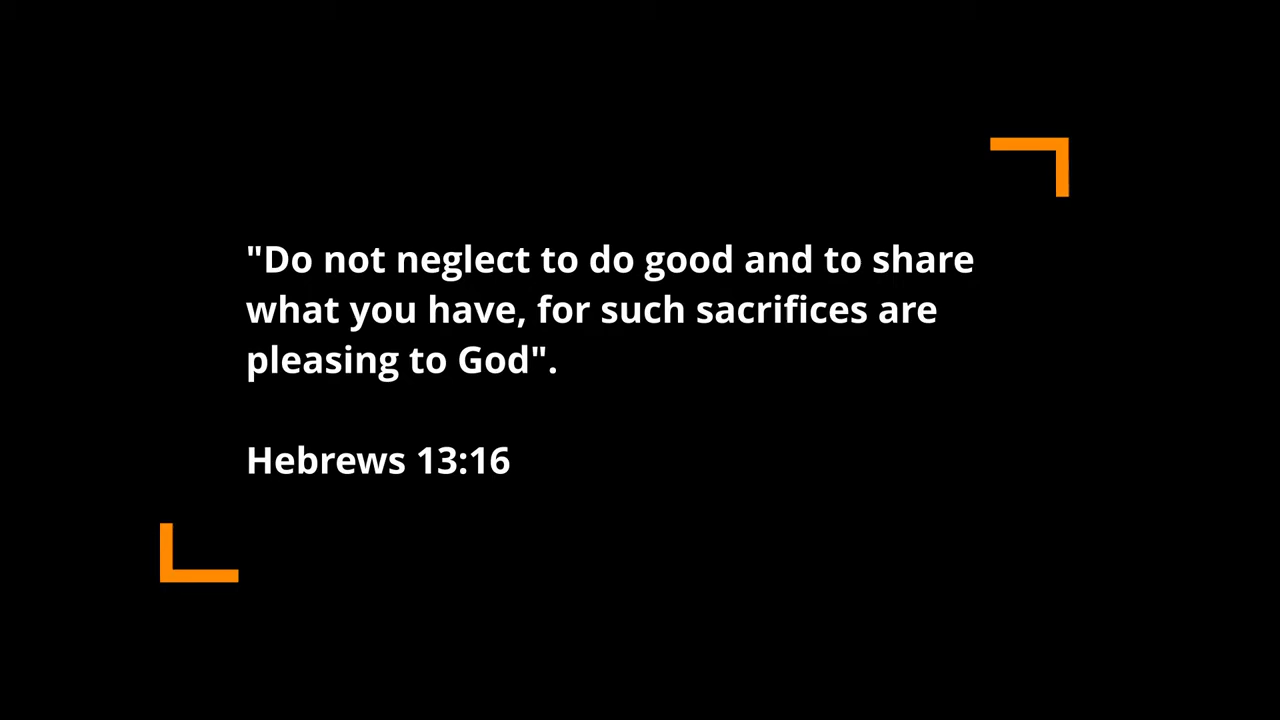 "Do not neglect to do good and to share
what you have, for such sacrifices are
pleasing to God".
Hebrews 13:16